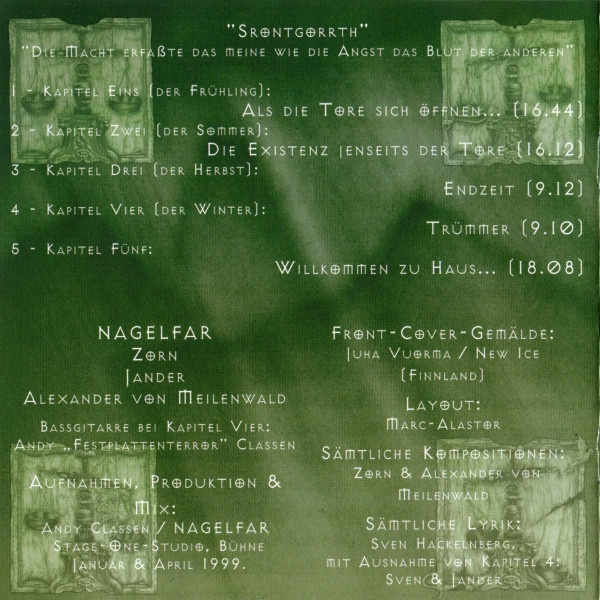 "Srontgorrth"
"Die Macht erfaßte das meine wie die Angst das Blut der anderen"
1 - Kapitel Eins (der Frühling):
Als die Tore sich öffnen... (16.44)
2 - Kapitel Zwei (der Sommer):
Die Existenz jenseits der Tore (16.12)
3 - Kapitel Drei (der Herbst):
Endzeit (9.12)
4 - Kapitel Vier (der Winter):
Trümmer (9.10)
5 - Kapitel Fünf:
Willkommen zu Haus... (18.08)
NAGELFAR
Zorn
Jander
Alexander von Meilenwald
Bassgitarre bei Kapitel Vier:
Andy „Festplattenterror" Classen
Aufnahmen, Produktion &
Mix:
Andy Classen / NAGELFAR
Stage-One-Studio, Bühne
Januar & April 1999.
Front-Cover-Gemälde:
Juha Vuorma / New Ice
(Finnland)
Layout:
Marc-Alastor
Sämtliche Kompositionen:
Zorn & Alexander von
Meilenwald
Sämtliche Lyrik:
Sven Hackelnberg,
mit Ausnahme von Kapitel 4:
Sven & Jander